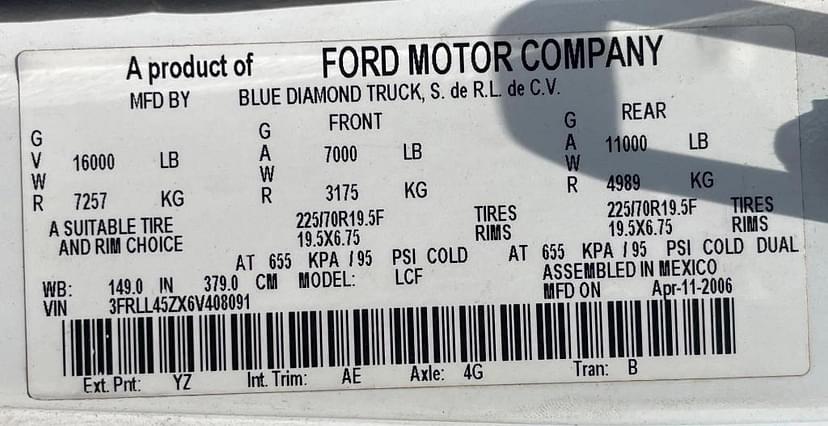 A product of FORD MOTOR COMPANY
MFD BY BLUE DIAMOND TRUCK, S. de R.L. de C.V.
GVWR 16000 LB 7257 KG
GAWR FRONT 7000 LB 3175 KG
GAWR REAR 11000 LB 4989 KG
A SUITABLE TIRE 225/70R19.5F TIRES 225/70R19.5F TIRES
AND RIM CHOICE 19.5X6.75 RIMS 19.5X6.75 RIMS
AT 655 KPA / 95 PSI COLD AT 655 KPA / 95 PSI COLD DUAL
WB: 149.0 IN 379.0 CM MODEL: LCF ASSEMBLED IN MEXICO
VIN 3FRLL45ZX6V408091 MFD ON Apr-11-2006
Ext. Pnt: YZ Int. Trim: AE Axle: 4G Tran: B